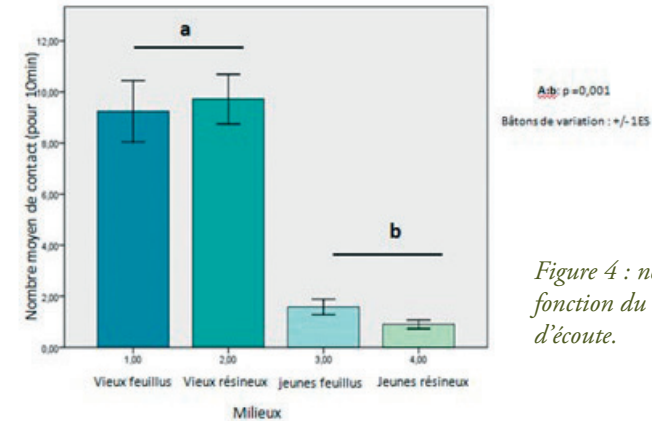 Nombre moyen de contact (pour 10min)
12,00
10,00
8,00
6,00
4,00
2,00
0,00
a
b
1,00 2,00 3,00 4,00
Vieux feuillus Vieux résineux jeunes feuillus Jeunes résineux
Milieux
A:b: p=0,001
Bâtons de variation : +/- 1ES
Figure 4 :
fonction du
d'écoute.